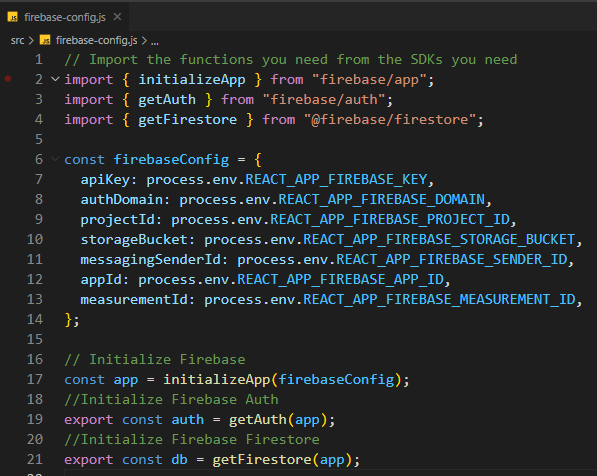 JS firebase-config.js ×
src > JS firebase-config.js > ...
1 // Import the functions you need from the SDKs you need
2 import { initializeApp } from "firebase/app";
3 import { getAuth } from "firebase/auth";
4 import { getFirestore } from "@firebase/firestore";
5
6 const firebaseConfig = {
7   apiKey: process.env.REACT_APP_FIREBASE_KEY,
8   authDomain: process.env.REACT_APP_FIREBASE_DOMAIN,
9   projectId: process.env.REACT_APP_FIREBASE_PROJECT_ID,
10   storageBucket: process.env.REACT_APP_FIREBASE_STORAGE_BUCKET,
11   messagingSenderId: process.env.REACT_APP_FIREBASE_SENDER_ID,
12   appId: process.env.REACT_APP_FIREBASE_APP_ID,
13   measurementId: process.env.REACT_APP_FIREBASE_MEASUREMENT_ID,
14 };
15
16 // Initialize Firebase
17 const app = initializeApp(firebaseConfig);
18 //Initialize Firebase Auth
19 export const auth = getAuth(app);
20 //Initialize Firebase Firestore
21 export const db = getFirestore(app);